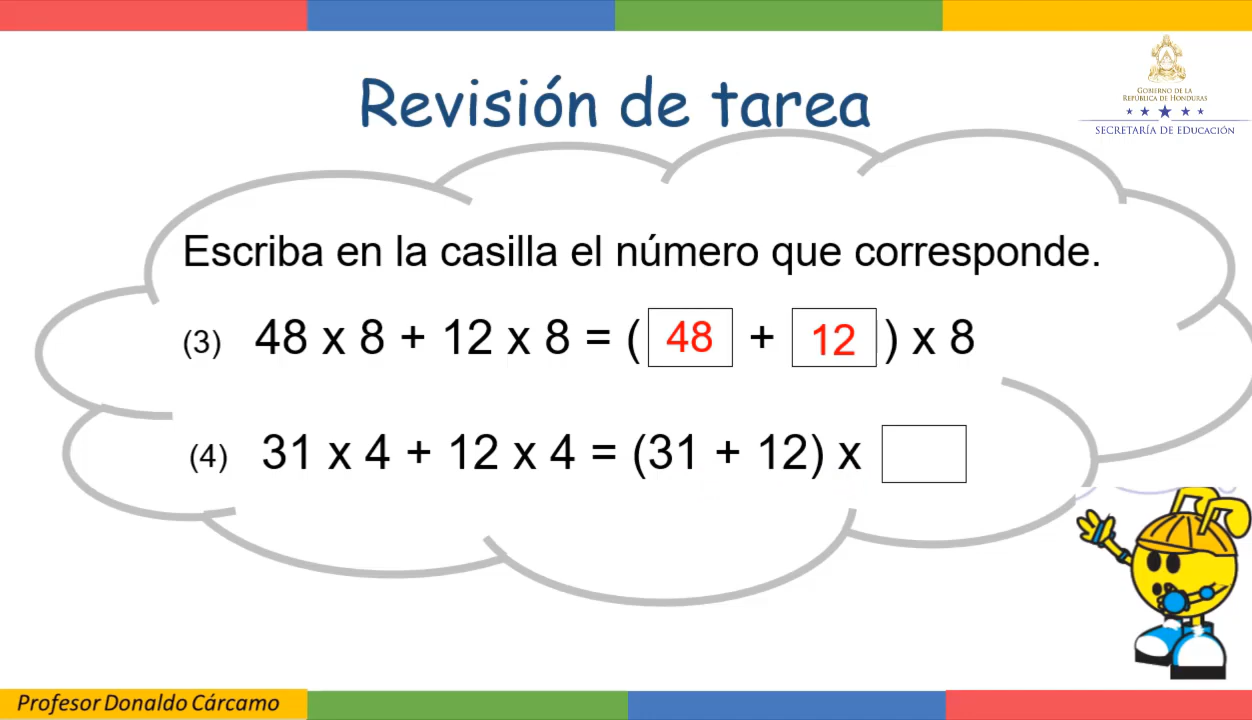 Revisión de tarea
GOBIERNO DE LA
REPÚBLICA DE HONDURAS
SECRETARÍA DE EDUCACIÓN
Escriba en la casilla el número que corresponde.
(3) 48 x 8 + 12 x 8 = ( 48 + 12 ) x 8
(4) 31 x 4 + 12 x 4 = (31 + 12) x
Profesor Donaldo Cárcamo